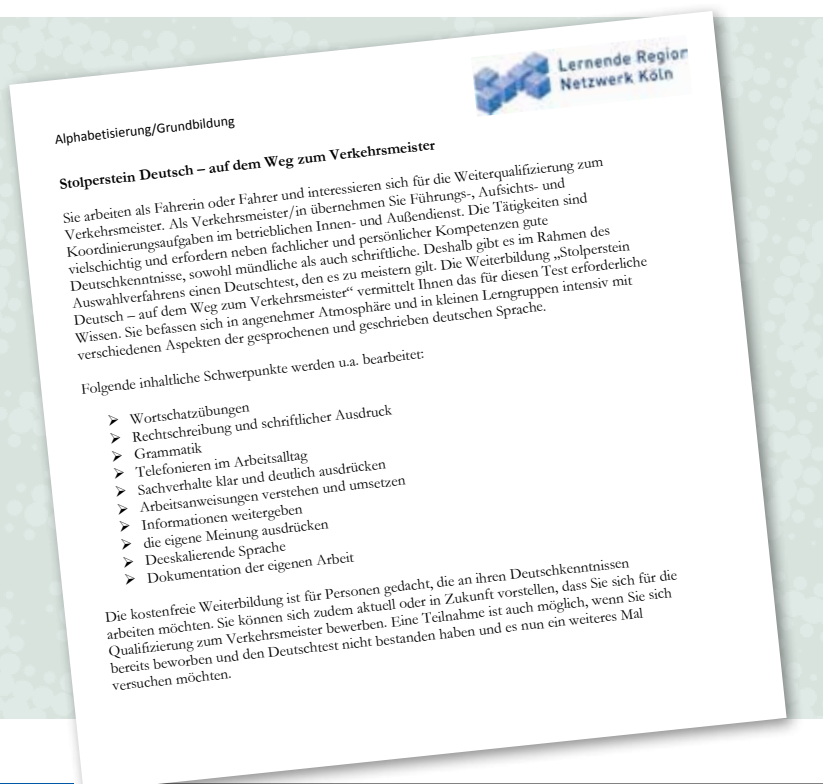 Lernende Region
Netzwerk Köln
Alphabetisierung/Grundbildung
Stolperstein Deutsch – auf dem Weg zum Verkehrsmeister
Sie arbeiten als Fahrerin oder Fahrer und interessieren sich für die Weiterqualifizierung zum
Verkehrsmeister. Als Verkehrsmeister/in übernehmen Sie Führungs-, Aufsichts- und
Koordinierungsaufgaben im betrieblichen Innen- und Außendienst. Die Tätigkeiten sind
vielschichtig und erfordern neben fachlicher und persönlicher Kompetenzen gute
Deutschkenntnisse, sowohl mündliche als auch schriftliche. Deshalb gibt es im Rahmen des
Auswahlverfahrens einen Deutschtest, den es zu meistern gilt. Die Weiterbildung „Stolperstein
Deutsch – auf dem Weg zum Verkehrsmeister“ vermittelt Ihnen das für diesen Test erforderliche
Wissen. Sie befassen sich in angenehmer Atmosphäre und in kleinen Lerngruppen intensiv mit
verschiedenen Aspekten der gesprochenen und geschrieben deutschen Sprache.
Folgende inhaltliche Schwerpunkte werden u.a. bearbeitet:
➢ Wortschatzübungen
➢ Rechtschreibung und schriftlicher Ausdruck
➢ Grammatik
➢ Telefonieren im Arbeitsalltag
➢ Sachverhalte klar und deutlich ausdrücken
➢ Arbeitsanweisungen verstehen und umsetzen
➢ Informationen weitergeben
➢ die eigene Meinung ausdrücken
➢ Deeskalierende Sprache
➢ Dokumentation der eigenen Arbeit
Die kostenfreie Weiterbildung ist für Personen gedacht, die an ihren Deutschkenntnissen
arbeiten möchten. Sie können sich zudem aktuell oder in Zukunft vorstellen, dass Sie sich für die
Qualifizierung zum Verkehrsmeister bewerben. Eine Teilnahme ist auch möglich, wenn Sie sich
bereits beworben und den Deutschtest nicht bestanden haben und es nun ein weiteres Mal
versuchen möchten.